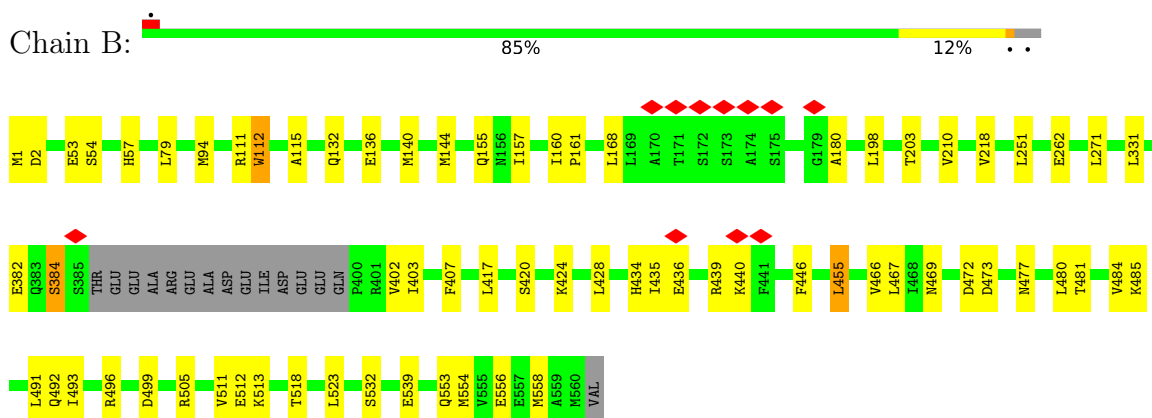 Chain B:
85% 12%
M1 D2 E53 S54 H57 L79 M94 R111 W112 A115 Q132 E136 M140 M144 Q155 N156 I157 I160 P161 L168 L169 A170 T171 S172 S173 A174 S175 G179 A180 L198 T203 V210 V218 L251 E262 L271 L331
E382 Q383 S384 S385 THR GLU GLU ALA ARG GLU ALA ASP GLU ILE ASP GLU GLU GLN P400 R401 V402 I403 F407 L417 S420 K424 L428 H434 I435 E436 R439 K440 F441 F446 L455 V466 L467 I468 N469 D472 D473 N477 L480 T481 V484 K485
L491 Q492 I493 R496 D499 R505 V511 E512 K513 T518 L523 S532 E539 Q553 M554 V555 E556 E557 M558 A559 M560 VAL